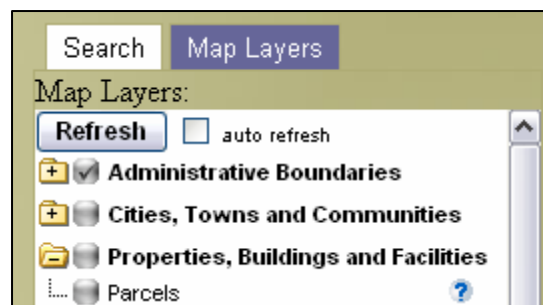 Search Map Layers
Map Layers:
Refresh auto refresh
Administrative Boundaries
Cities, Towns and Communities
Properties, Buildings and Facilities
Parcels ?